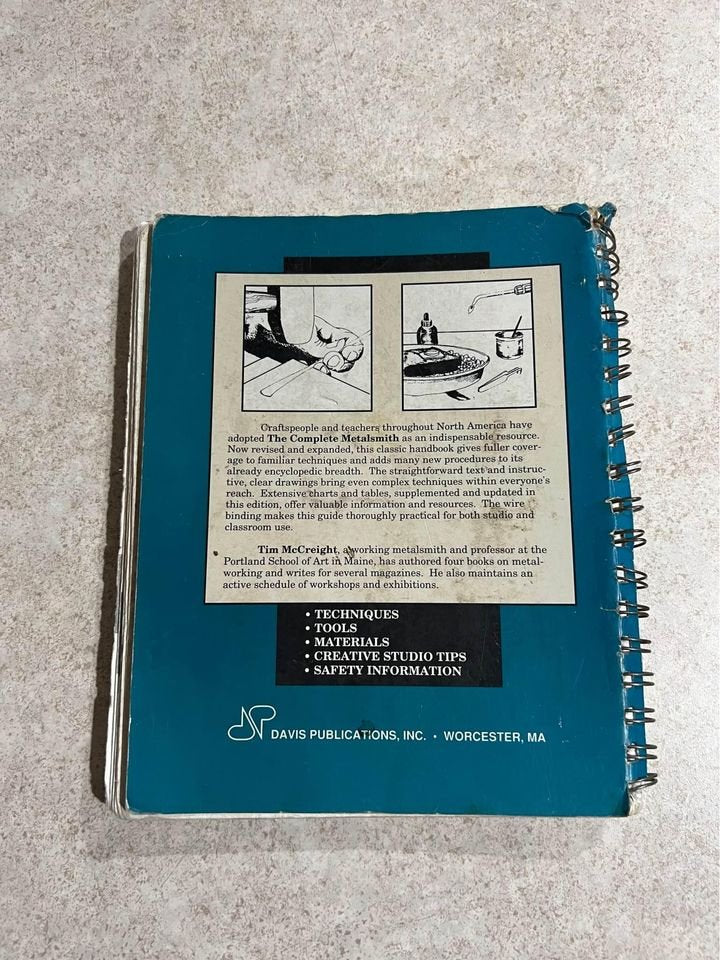 Craftspeople and teachers throughout North America have
adopted The Complete Metalsmith as an indispensable resource.
Now revised and expanded, this classic handbook gives fuller cover-
age to familiar techniques and adds many new procedures to its
already encyclopedic breadth. The straightforward text and instruc-
tive, clear drawings bring even complex techniques within everyone's
reach. Extensive charts and tables, supplemented and updated in
this edition, offer valuable information and resources. The wire
binding makes this guide thoroughly practical for both studio and
classroom use.
Tim McCreight, a working metalsmith and professor at the
Portland School of Art in Maine, has authored four books on metal-
working and writes for several magazines. He also maintains an
active schedule of workshops and exhibitions.
• TECHNIQUES
• TOOLS
• MATERIALS
• CREATIVE STUDIO TIPS
• SAFETY INFORMATION
DAVIS PUBLICATIONS, INC. • WORCESTER, MA